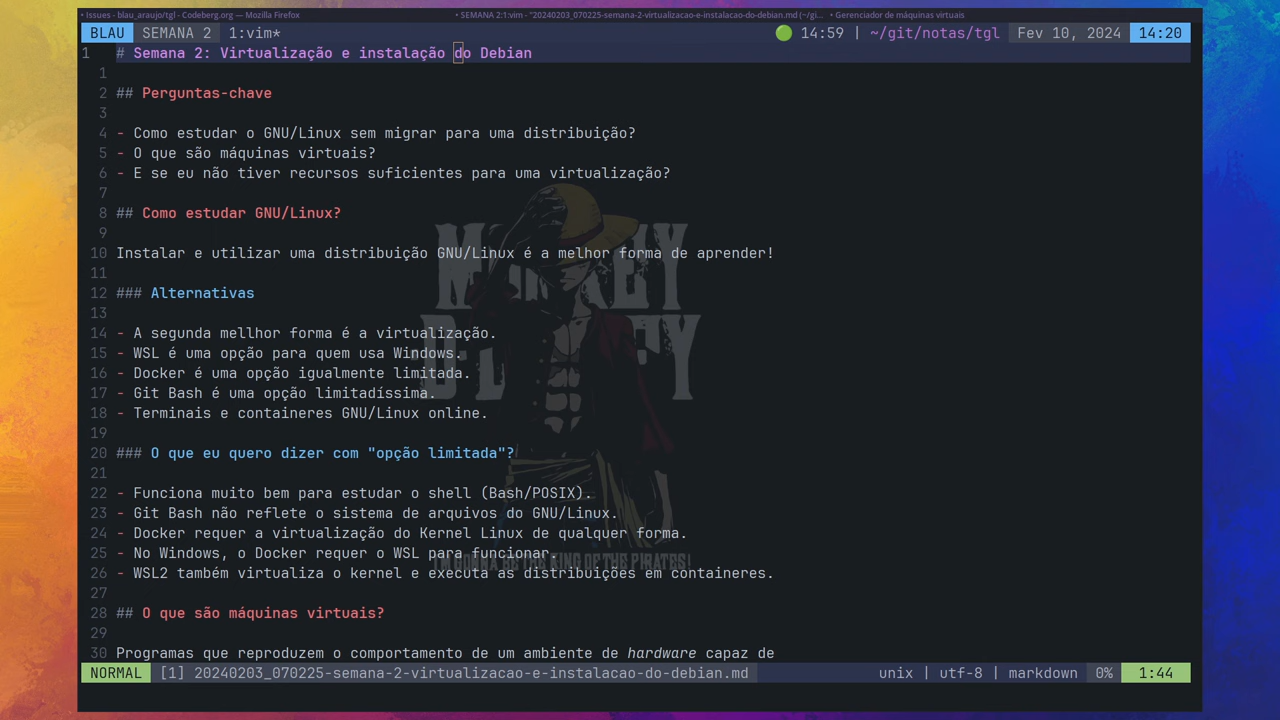 • Issues - blau_araujo/tgl - Codeberg.org — Mozilla Firefox • SEMANA 2:1:vim - "20240203_070225-semana-2-virtualizacao-e-instalacao-do-debian.md (~/gi... • Gerenciador de máquinas virtuais
BLAU SEMANA 2 1:vim* 14:59 | ~/git/notas/tgl Fev 10, 2024 14:20
1 # Semana 2: Virtualização e instalação do Debian
1
2 ## Perguntas-chave
3
4 - Como estudar o GNU/Linux sem migrar para uma distribuição?
5 - O que são máquinas virtuais?
6 - E se eu não tiver recursos suficientes para uma virtualização?
7
8 ## Como estudar GNU/Linux?
9
10 Instalar e utilizar uma distribuição GNU/Linux é a melhor forma de aprender!
11
12 ### Alternativas
13
14 - A segunda mellhor forma é a virtualização.
15 - WSL é uma opção para quem usa Windows.
16 - Docker é uma opção igualmente limitada.
17 - Git Bash é uma opção limitadíssima.
18 - Terminais e containeres GNU/Linux online.
19
20 ### O que eu quero dizer com "opção limitada"?
21
22 - Funciona muito bem para estudar o shell (Bash/POSIX).
23 - Git Bash não reflete o sistema de arquivos do GNU/Linux.
24 - Docker requer a virtualização do Kernel Linux de qualquer forma.
25 - No Windows, o Docker requer o WSL para funcionar.
26 - WSL2 também virtualiza o kernel e executa as distribuições em containeres.
27
28 ## O que são máquinas virtuais?
29
30 Programas que reproduzem o comportamento de um ambiente de hardware capaz de
NORMAL [1] 20240203_070225-semana-2-virtualizacao-e-instalacao-do-debian.md unix | utf-8 | markdown 0% 1:44
MONKEY
D. LUFFY
I'M GONNA BE THE KING OF THE PIRATES!